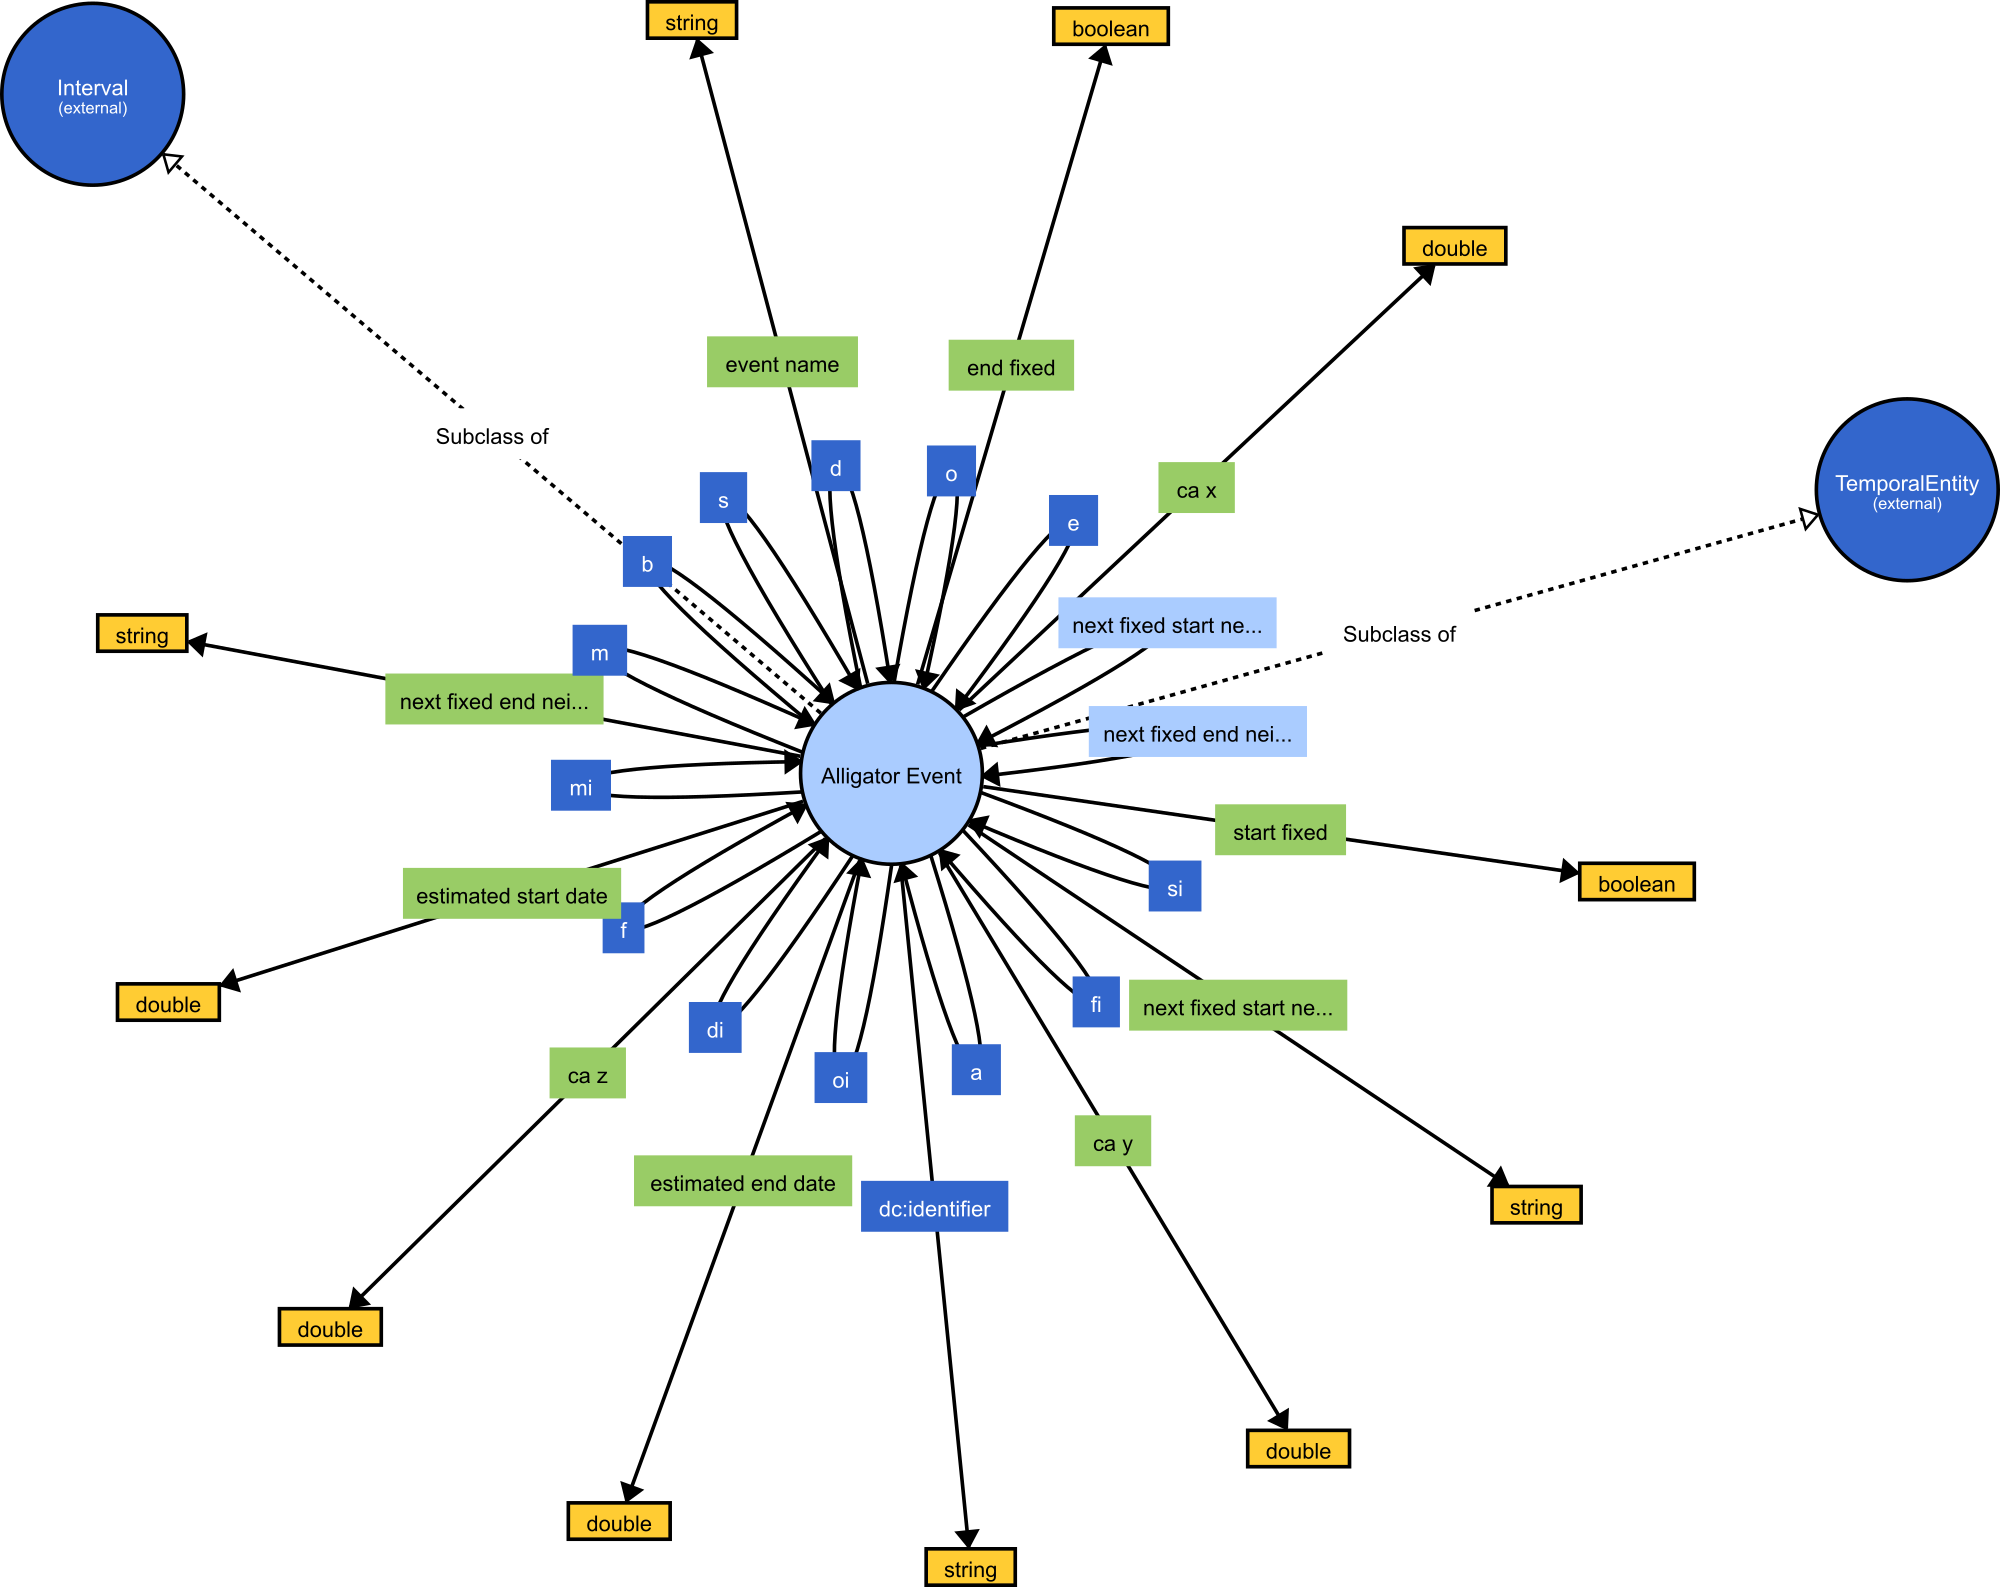 string
boolean
Interval
(external)
double
event name
end fixed
Subclass of
d
o
ca x
TemporalEntity
(external)
s
e
b
next fixed start ne...
string
m
Subclass of
next fixed end nei...
next fixed end nei...
Alligator Event
mi
start fixed
boolean
si
estimated start date
f
double
fi
next fixed start ne...
di
ca z
oi
a
ca y
estimated end date
dc:identifier
string
double
double
double
string